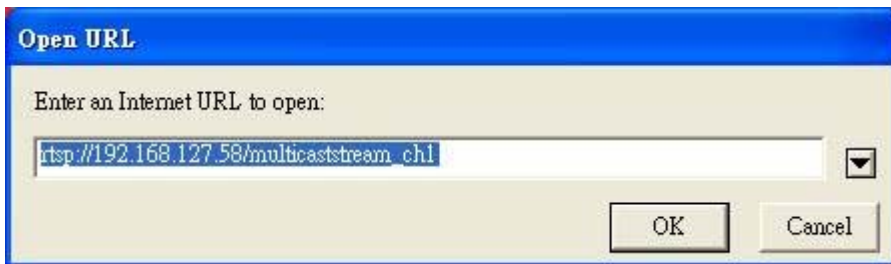 Open URL
Enter an Internet URL to open:
rtsp://192.168.127.58/multicaststream_ch1
OK Cancel